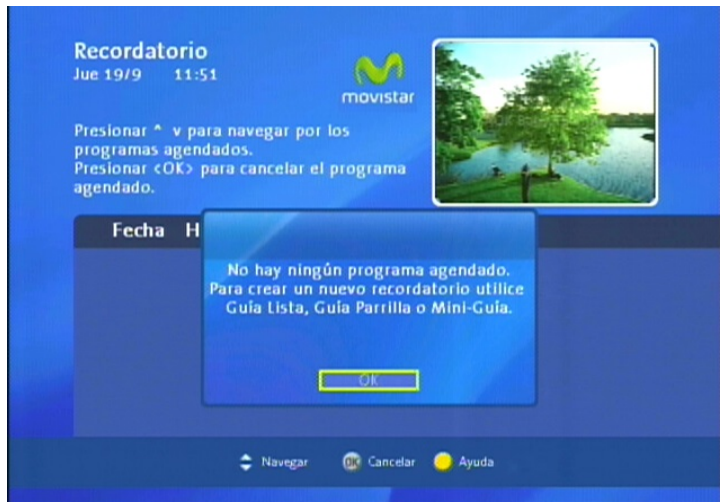 Recordatorio
Jue 19/9 11:51
movistar
Presionar ^ v para navegar por los
programas agendados.
Presionar <OK> para cancelar el programa
agendado.
Fecha H
No hay ningún programa agendado.
Para crear un nuevo recordatorio utilice
Guía Lista, Guía Parrilla o Mini-Guía.
OK
Navegar OK Cancelar Ayuda